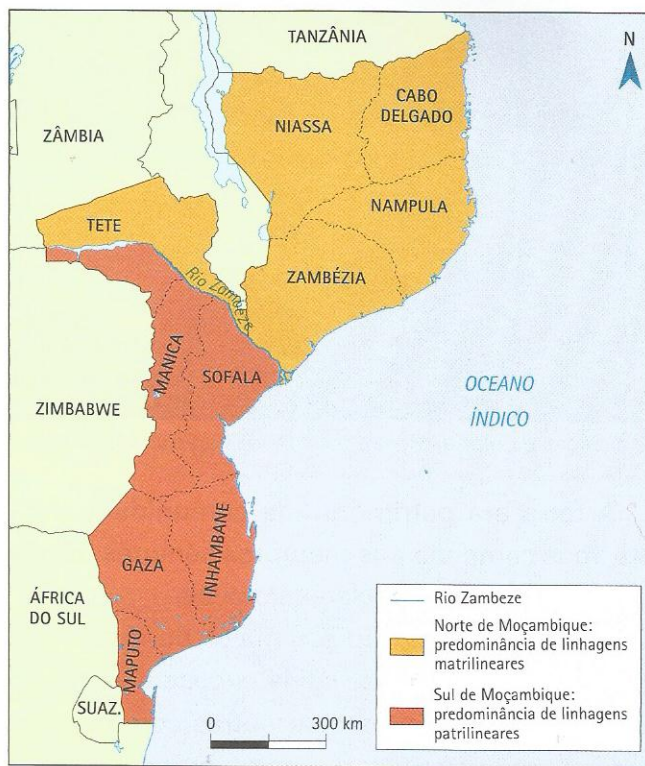 TANZÂNIA
N
CABO
DELGADO
NIASSA
ZÂMBIA
NAMPULA
TETE
ZAMBÉZIA
Rio Zambeze
MANICA
SOFALA
OCEANO
ÍNDICO
ZIMBABWE
INHAMBANE
GAZA
ÁFRICA
DO SUL
MAPUTO
SUAZ.
0 300 km
Rio Zambeze
Norte de Moçambique:
predominância de linhagens
matrilineares
Sul de Moçambique:
predominância de linhagens
patrilineares